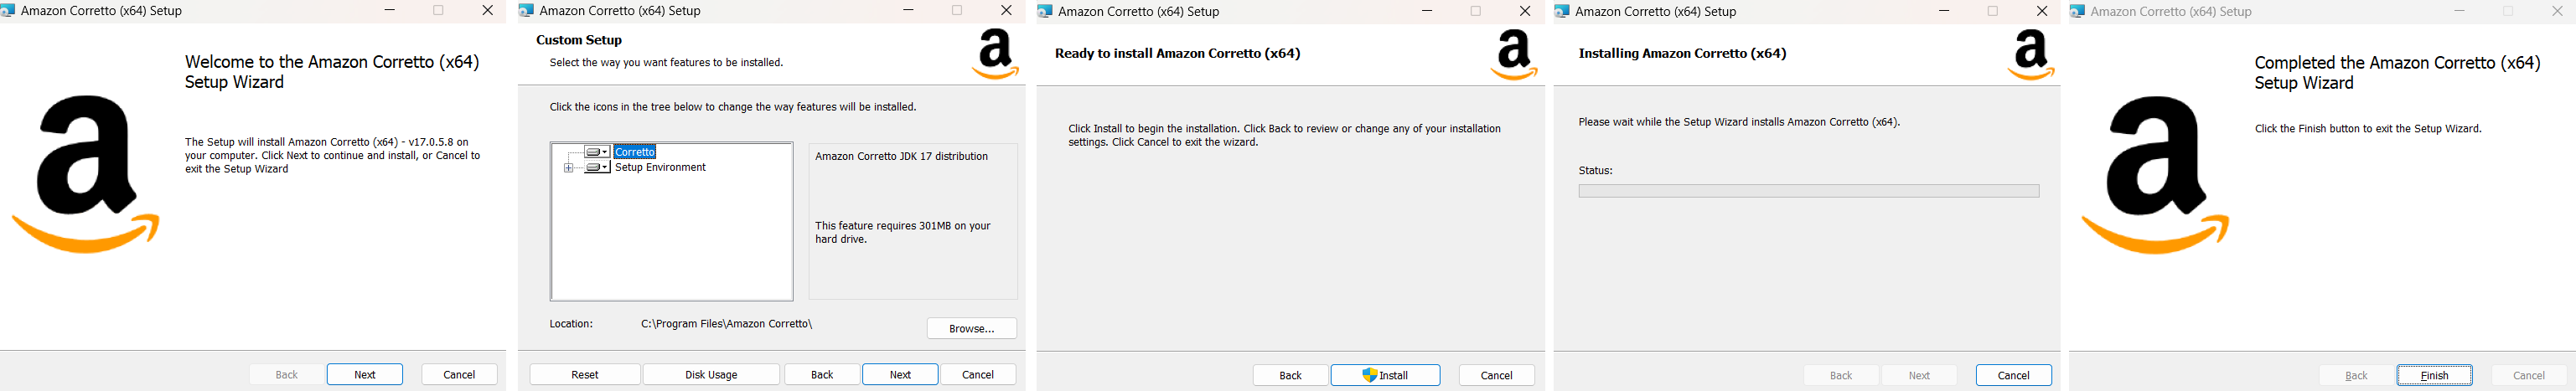 Amazon Corretto (x64) Setup
Welcome to the Amazon Corretto (x64)
Setup Wizard
The Setup will install Amazon Corretto (x64) - v17.0.5.8 on
your computer. Click Next to continue and install, or Cancel to
exit the Setup Wizard
Back
Next
Cancel
Amazon Corretto (x64) Setup
Custom Setup
Select the way you want features to be installed.
Click the icons in the tree below to change the way features will be installed.
Corretto
Setup Environment
Amazon Corretto JDK 17 distribution
This feature requires 301MB on your
hard drive.
Location:
C:\Program Files\Amazon Corretto\
Browse...
Reset
Disk Usage
Back
Next
Cancel
Amazon Corretto (x64) Setup
Ready to install Amazon Corretto (x64)
Click Install to begin the installation. Click Back to review or change any of your installation
settings. Click Cancel to exit the wizard.
Back
Install
Cancel
Amazon Corretto (x64) Setup
Installing Amazon Corretto (x64)
Please wait while the Setup Wizard installs Amazon Corretto (x64).
Status:
Back
Next
Cancel
Amazon Corretto (x64) Setup
Completed the Amazon Corretto (x64)
Setup Wizard
Click the Finish button to exit the Setup Wizard.
Back
Finish
Cancel